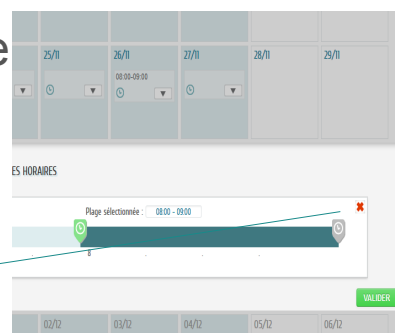 e
25/11 26/11 27/11 28/11 29/11
08:00-09:00
ES HORAIRES
Plage sélectionnée : 08:00 - 09:00
8
VALIDER
02/12 03/12 04/12 05/12 06/12